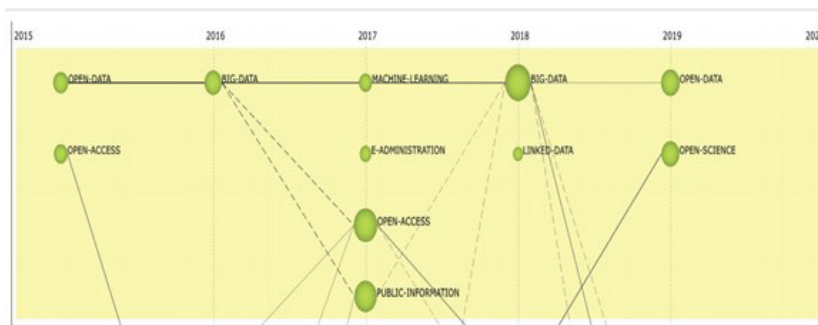 2015 2016 2017 2018 2019
OPEN-DATA BIG-DATA MACHINE-LEARNING BIG-DATA OPEN-DATA
OPEN-ACCESS E-ADMINISTRATION LINKED-DATA OPEN-SCIENCE
OPEN-ACCESS
PUBLIC-INFORMATION